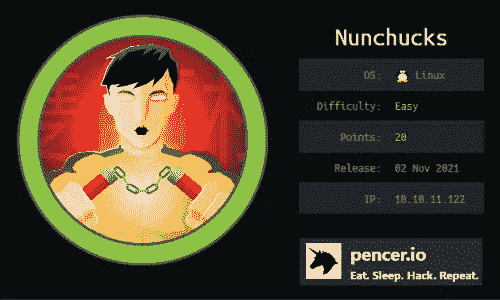 Nunchucks
OS: Linux
Difficulty: Easy
Points: 20
Release: 02 Nov 2021
IP: 10.10.11.122
pencer.io
Eat. Sleep. Hack. Repeat.